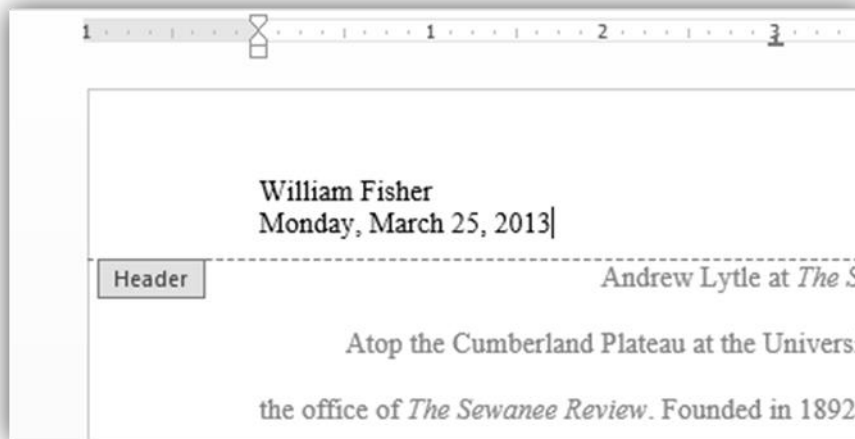 1 1 2 3
William Fisher
Monday, March 25, 2013
Header
Andrew Lytle at The S
Atop the Cumberland Plateau at the Univers
the office of The Sewanee Review. Founded in 1892